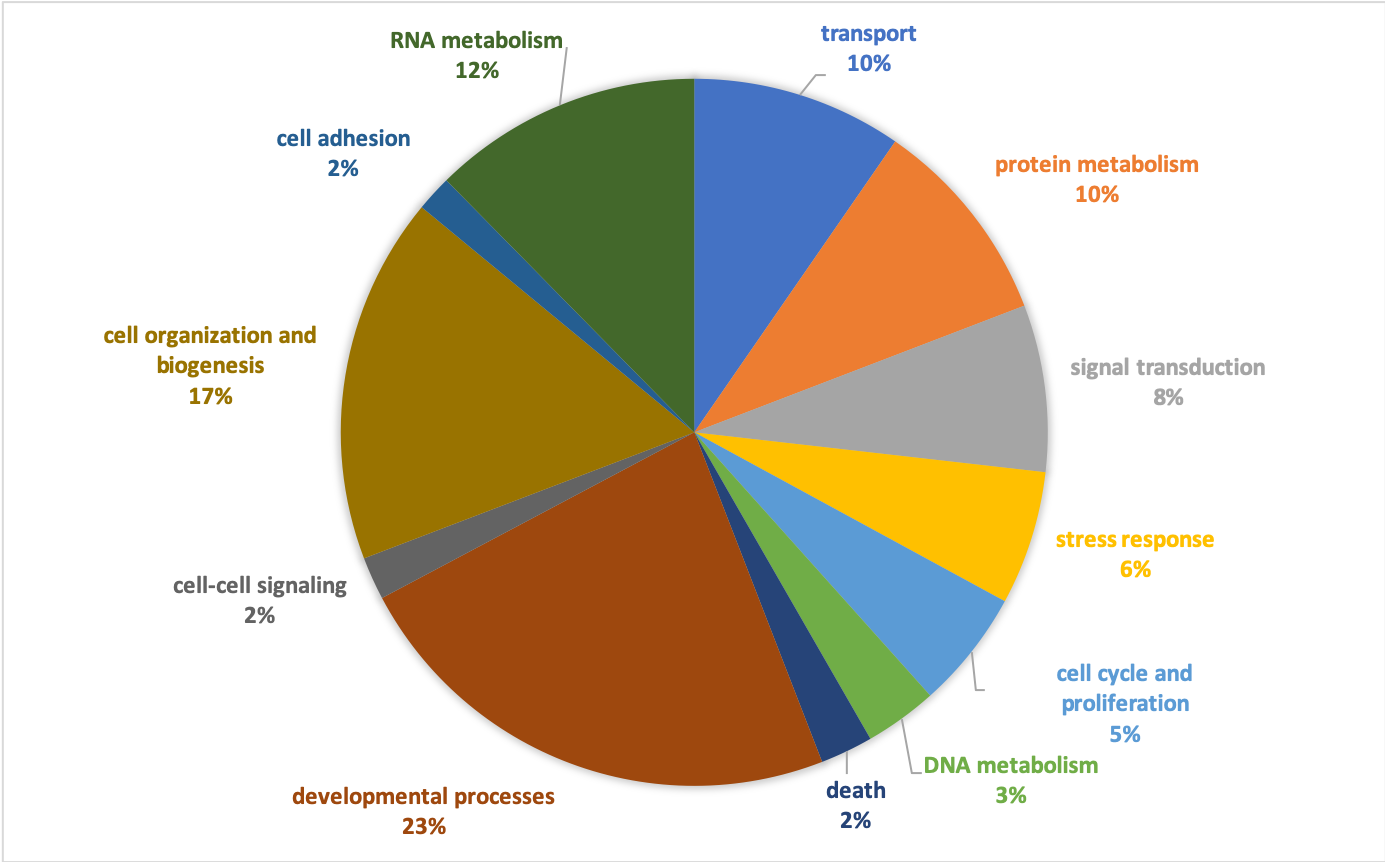 transport
10%
protein metabolism
10%
signal transduction
8%
stress response
6%
cell cycle and
proliferation
5%
DNA metabolism
3%
death
2%
developmental processes
23%
cell-cell signaling
2%
cell organization and
biogenesis
17%
cell adhesion
2%
RNA metabolism
12%